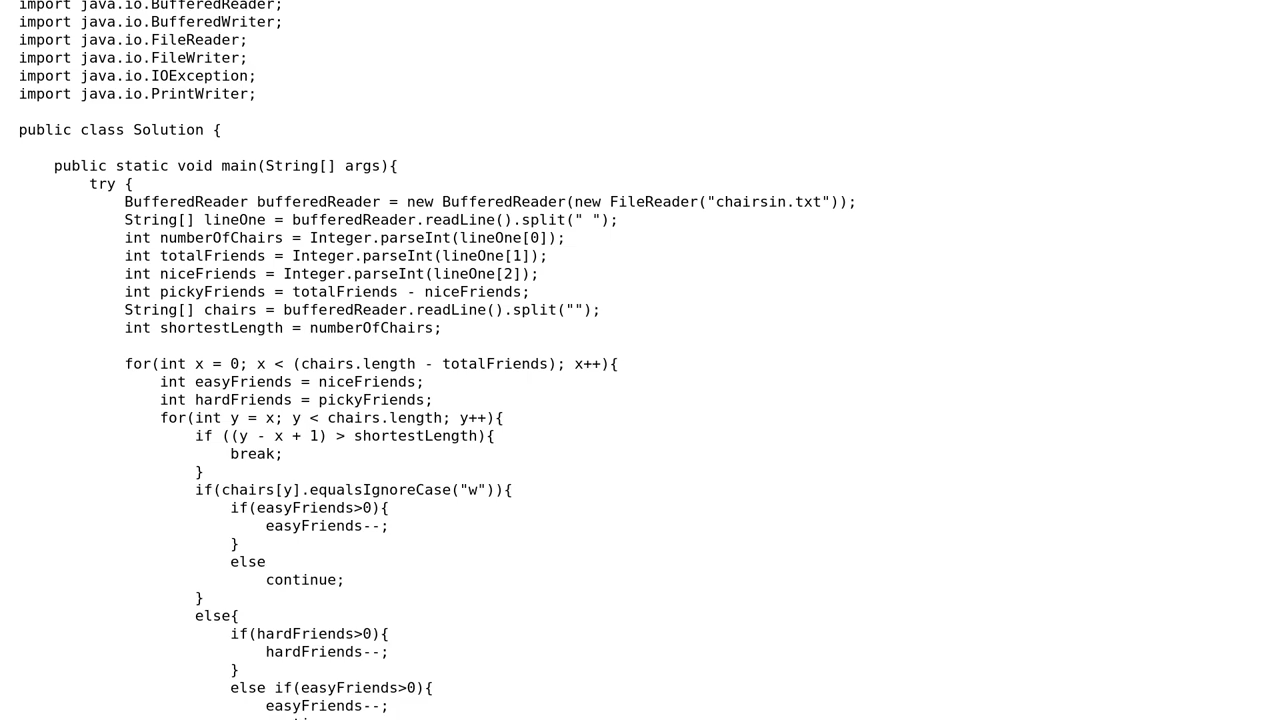 import java.io.BufferedReader;
import java.io.BufferedWriter;
import java.io.FileReader;
import java.io.FileWriter;
import java.io.IOException;
import java.io.PrintWriter;

public class Solution {

    public static void main(String[] args){
        try {
            BufferedReader bufferedReader = new BufferedReader(new FileReader("chairsin.txt"));
            String[] lineOne = bufferedReader.readLine().split(" ");
            int numberOfChairs = Integer.parseInt(lineOne[0]);
            int totalFriends = Integer.parseInt(lineOne[1]);
            int niceFriends = Integer.parseInt(lineOne[2]);
            int pickyFriends = totalFriends - niceFriends;
            String[] chairs = bufferedReader.readLine().split("");
            int shortestLength = numberOfChairs;

            for(int x = 0; x < (chairs.length - totalFriends); x++){
                int easyFriends = niceFriends;
                int hardFriends = pickyFriends;
                for(int y = x; y < chairs.length; y++){
                    if ((y - x + 1) > shortestLength){
                        break;
                    }
                    if(chairs[y].equalsIgnoreCase("w")){
                        if(easyFriends>0){
                            easyFriends--;
                        }
                        else
                            continue;
                    }
                    else{
                        if(hardFriends>0){
                            hardFriends--;
                        }
                        else if(easyFriends>0){
                            easyFriends--;